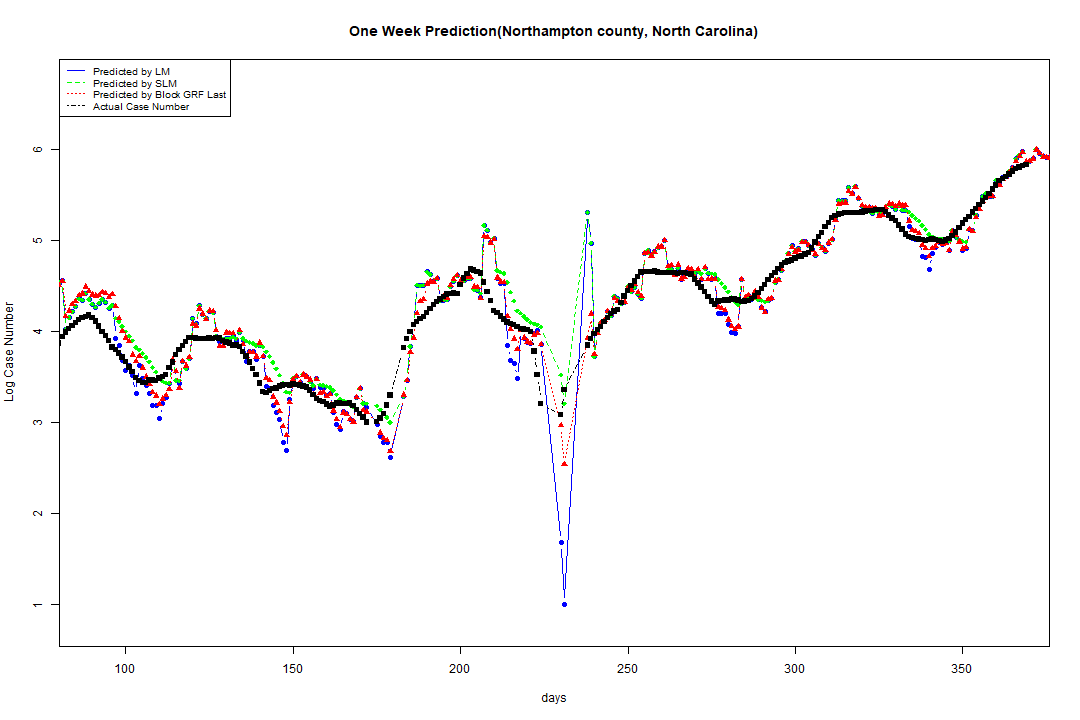 One Week Prediction(Northampton county, North Carolina)
Predicted by LM
Predicted by SLM
Predicted by Block GRF Last
Actual Case Number
Log Case Number
6
5
4
3
2
1
100 150 200 250 300 350
days